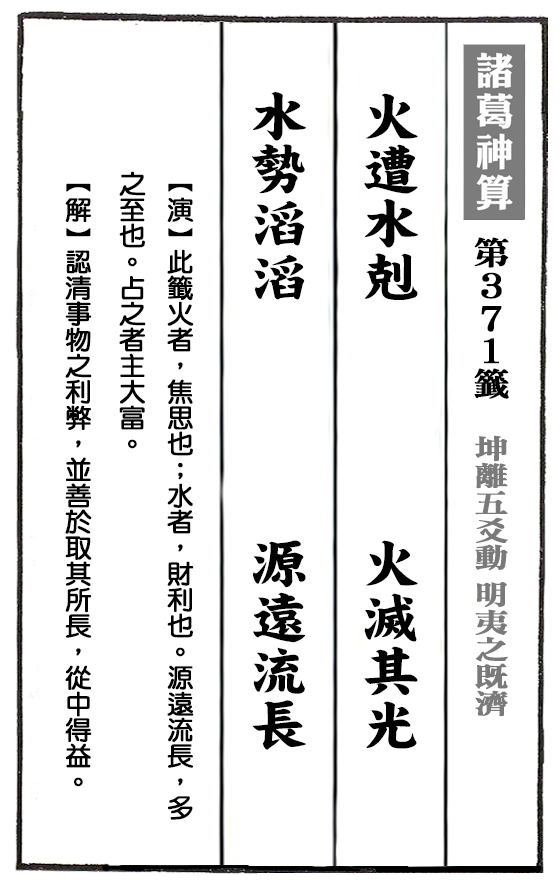 諸葛神算 第371籤 坤離五爻動 明夷之既濟
火遭水剋 火滅其光
水勢滔滔 源遠流長
【演】此籤火者，焦思也；水者，財利也。源遠流長，多
之至也。占之者主大富。
【解】認清事物之利弊，並善於取其所長，從中得益。